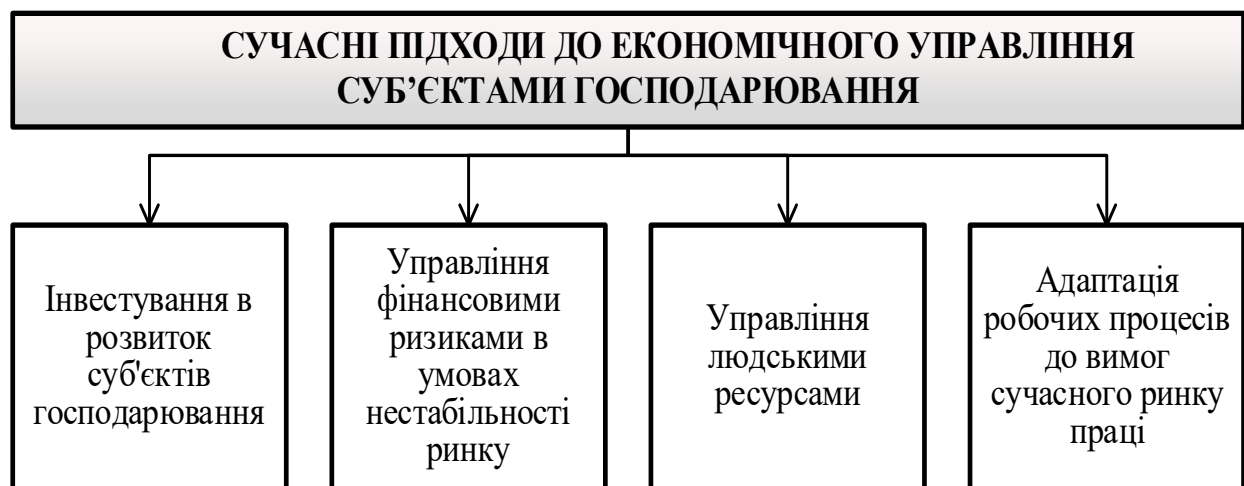 СУЧАСНІ ПІДХОДИ ДО ЕКОНОМІЧНОГО УПРАВЛІННЯ
СУБ’ЄКТАМИ ГОСПОДАРЮВАННЯ
Інвестування в
розвиток
суб'єктів
господарювання
Управління
фінансовими
ризиками в
умовах
нестабільності
ринку
Управління
людськими
ресурсами
Адаптація
робочих процесів
до вимог
сучасного ринку
праці